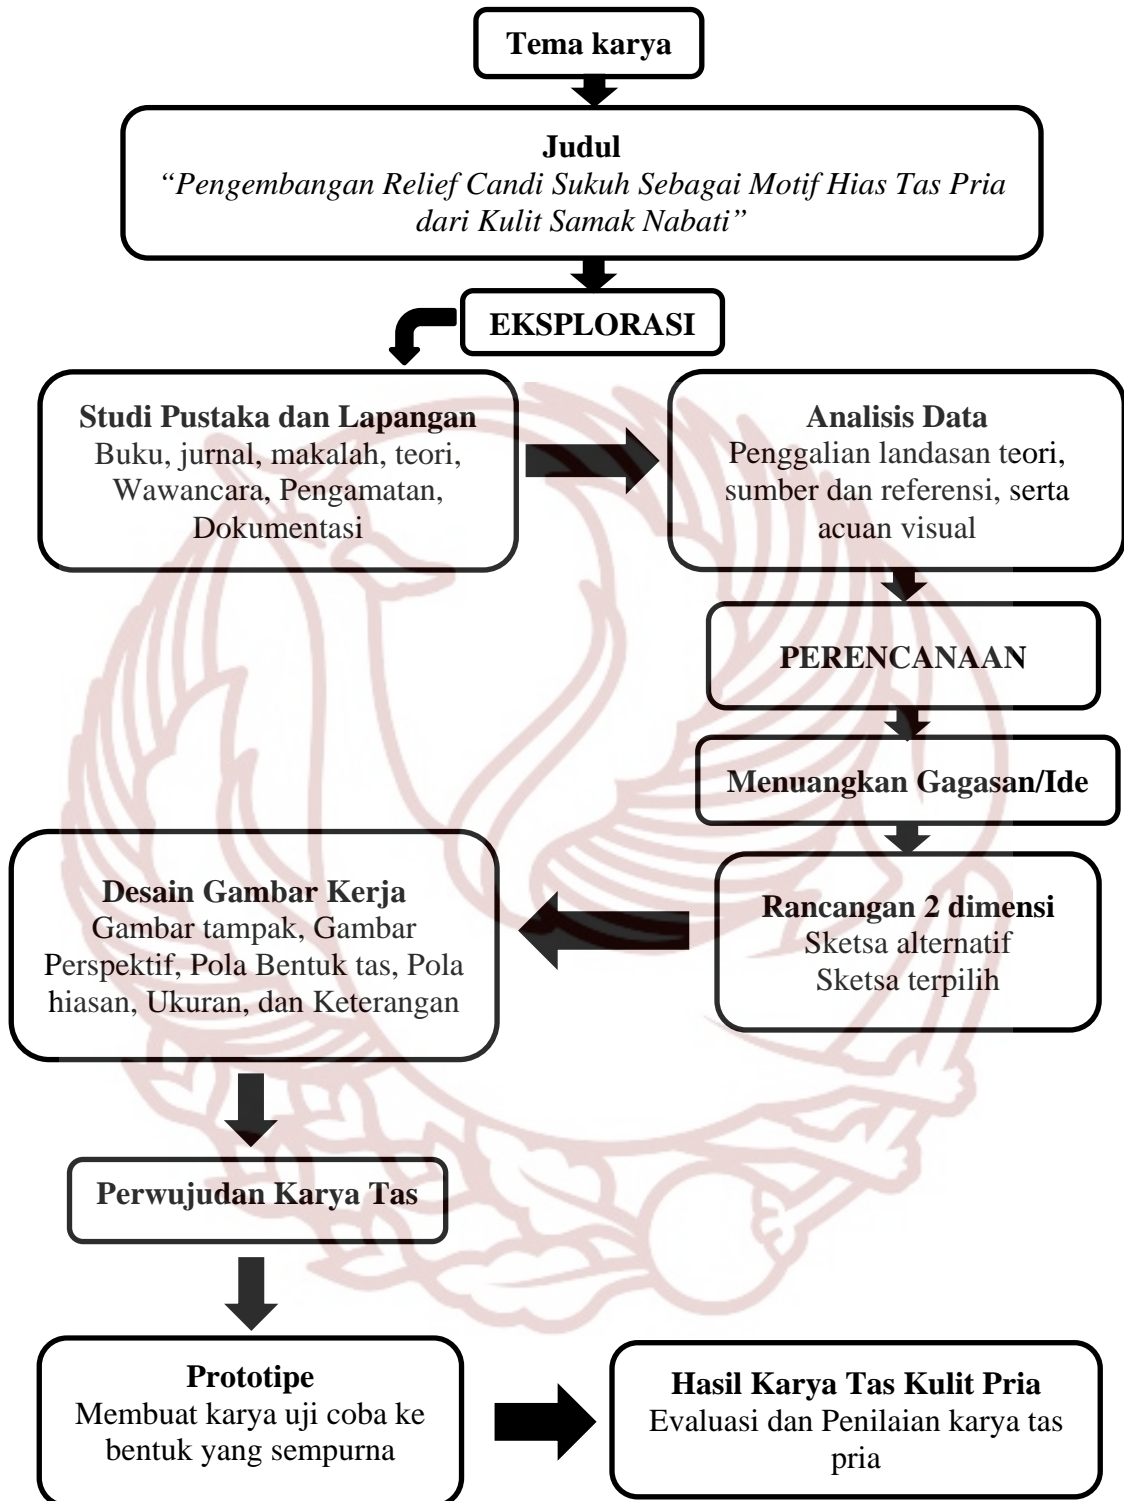 Tema karya
Judul
“Pengembangan Relief Candi Sukuh Sebagai Motif Hias Tas Pria
dari Kulit Samak Nabati”
EKSPLORASI
Studi Pustaka dan Lapangan
Buku, jurnal, makalah, teori,
Wawancara, Pengamatan,
Dokumentasi
Analisis Data
Penggalian landasan teori,
sumber dan referensi, serta
acuan visual
PERENCANAAN
Menuangkan Gagasan/Ide
Rancangan 2 dimensi
Sketsa alternatif
Sketsa terpilih
Desain Gambar Kerja
Gambar tampak, Gambar
Perspektif, Pola Bentuk tas, Pola
hiasan, Ukuran, dan Keterangan
Perwujudan Karya Tas
Prototipe
Membuat karya uji coba ke
bentuk yang sempurna
Hasil Karya Tas Kulit Pria
Evaluasi dan Penilaian karya tas
pria